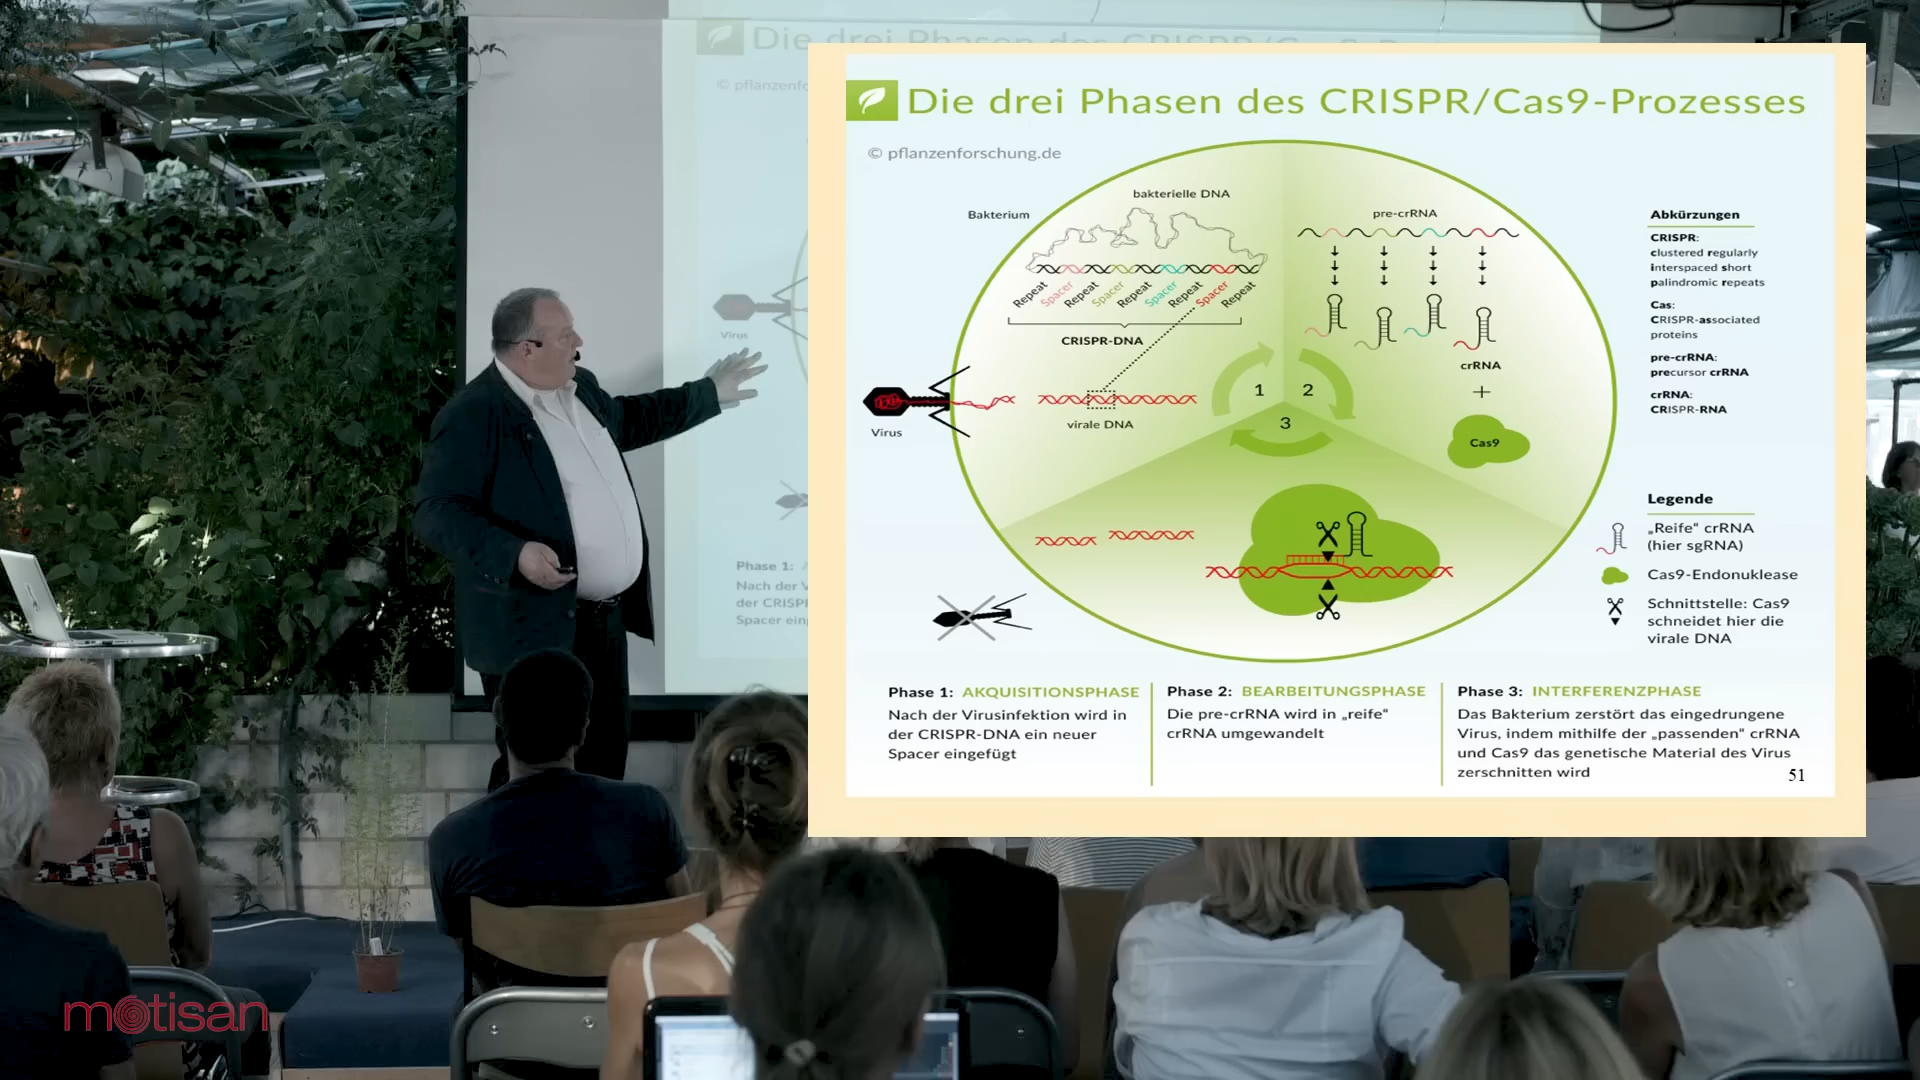 Die drei Phasen des CRISPR/Cas9-Prozesses
© pflanzenforschung.de
bakterielle DNA
Bakterium
Repeat
Spacer
Repeat
Spacer
Repeat
Spacer
Repeat
Spacer
Repeat
CRISPR-DNA
Virus
virale DNA
pre-crRNA
crRNA
+
Cas9
1
2
3
Abkürzungen
CRISPR:
clustered regularly
interspaced short
palindromic repeats
Cas:
CRISPR-associated
proteins
pre-crRNA:
precursor crRNA
crRNA:
CRISPR-RNA
Legende
„Reife“ crRNA
(hier sgRNA)
Cas9-Endonuklease
Schnittstelle: Cas9
schneidet hier die
virale DNA
Phase 1: AKQUISITIONSPHASE
Nach der Virusinfektion wird in
der CRISPR-DNA ein neuer
Spacer eingefügt
Phase 2: BEARBEITUNGSPHASE
Die pre-crRNA wird in „reife“
crRNA umgewandelt
Phase 3: INTERFERENZPHASE
Das Bakterium zerstört das eingedrungene
Virus, indem mithilfe der „passenden“ crRNA
und Cas9 das genetische Material des Virus
zerschnitten wird
51
Die drei Phasen des CRISPR/
© pflanzenfo
Virus
Phase 1:
Nach der V
der CRISP
Spacer ein
motisan